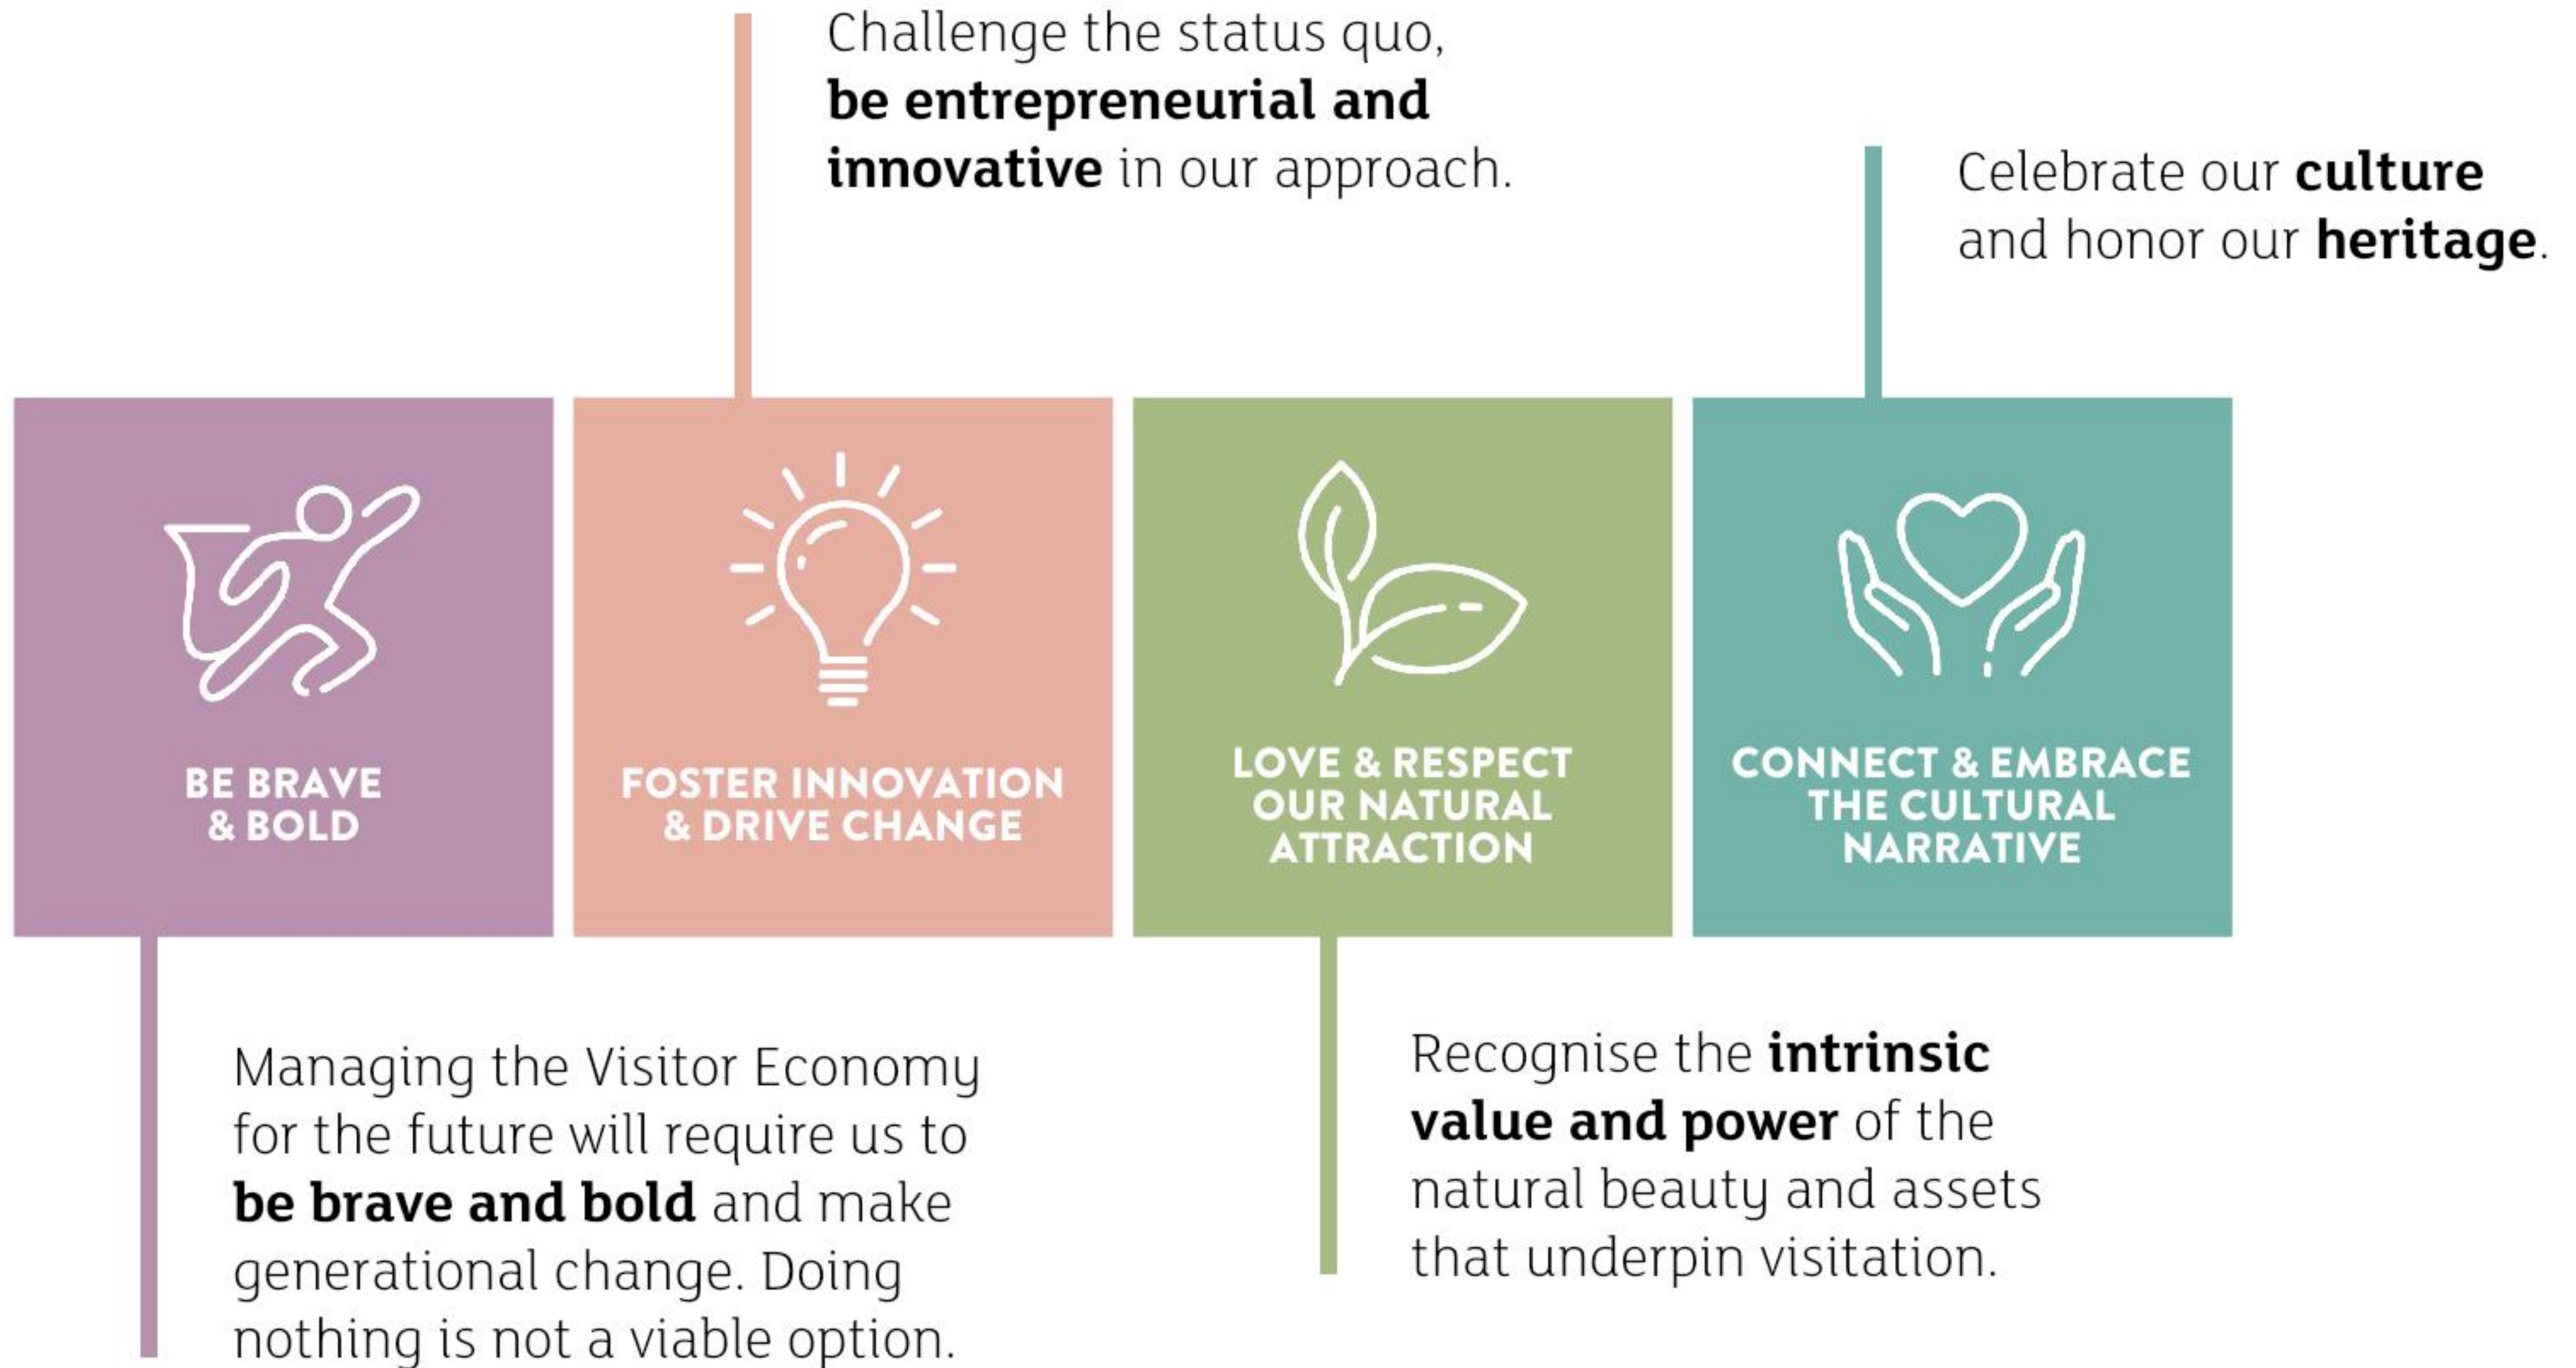 Challenge the status quo,
be entrepreneurial and
innovative in our approach.
Celebrate our culture
and honor our heritage.
BE BRAVE
& BOLD
FOSTER INNOVATION
& DRIVE CHANGE
LOVE & RESPECT
OUR NATURAL
ATTRACTION
CONNECT & EMBRACE
THE CULTURAL
NARRATIVE
Managing the Visitor Economy
for the future will require us to
be brave and bold and make
generational change. Doing
nothing is not a viable option.
Recognise the intrinsic
value and power of the
natural beauty and assets
that underpin visitation.